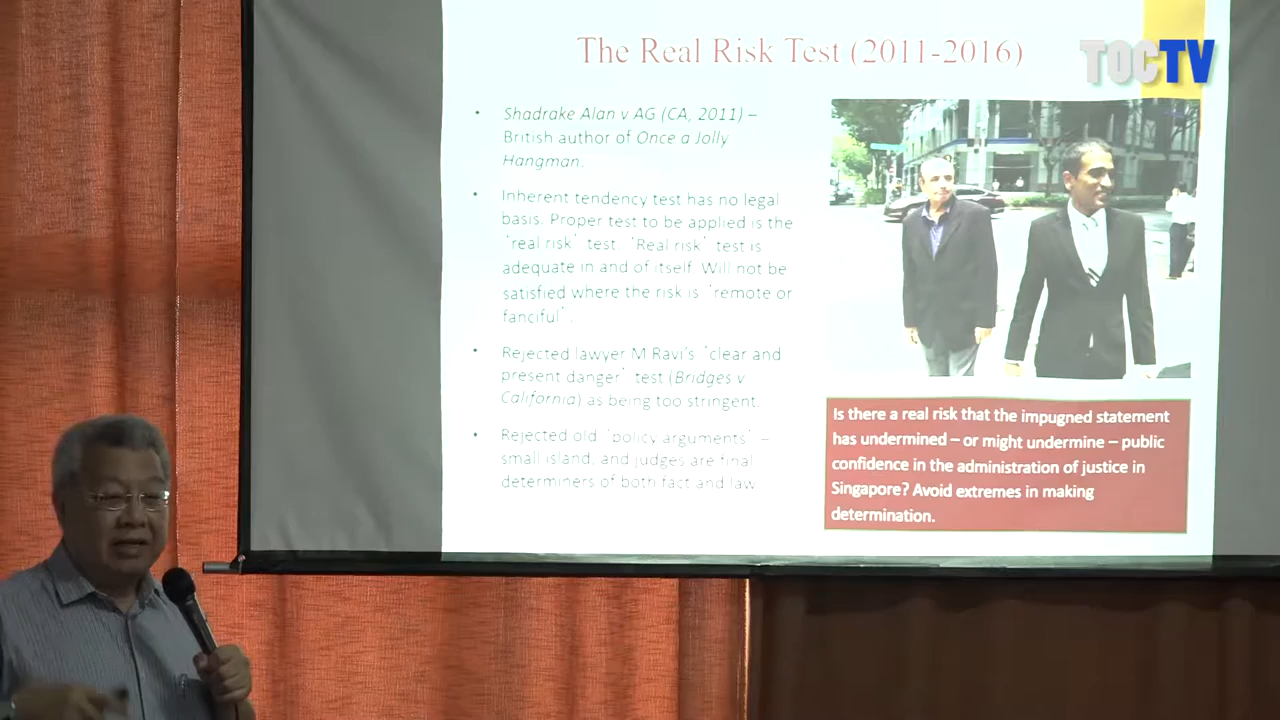 The Real Risk Test (2011-2016)
TOCTV
• Shadrake Alan v AG (CA, 2011) –
British author of Once a Jolly
Hangman.
• Inherent tendency test has no legal
basis. Proper test to be applied is the
'real risk' test. 'Real risk' test is
adequate in and of itself. Will not be
satisfied where the risk is 'remote or
fanciful'.
• Rejected lawyer M Ravi's 'clear and
present danger' test (Bridges v
California) as being too stringent.
• Rejected old 'policy arguments' –
small island, and judges are final
determiners of both fact and law
Is there a real risk that the impugned statement
has undermined – or might undermine – public
confidence in the administration of justice in
Singapore? Avoid extremes in making
determination.